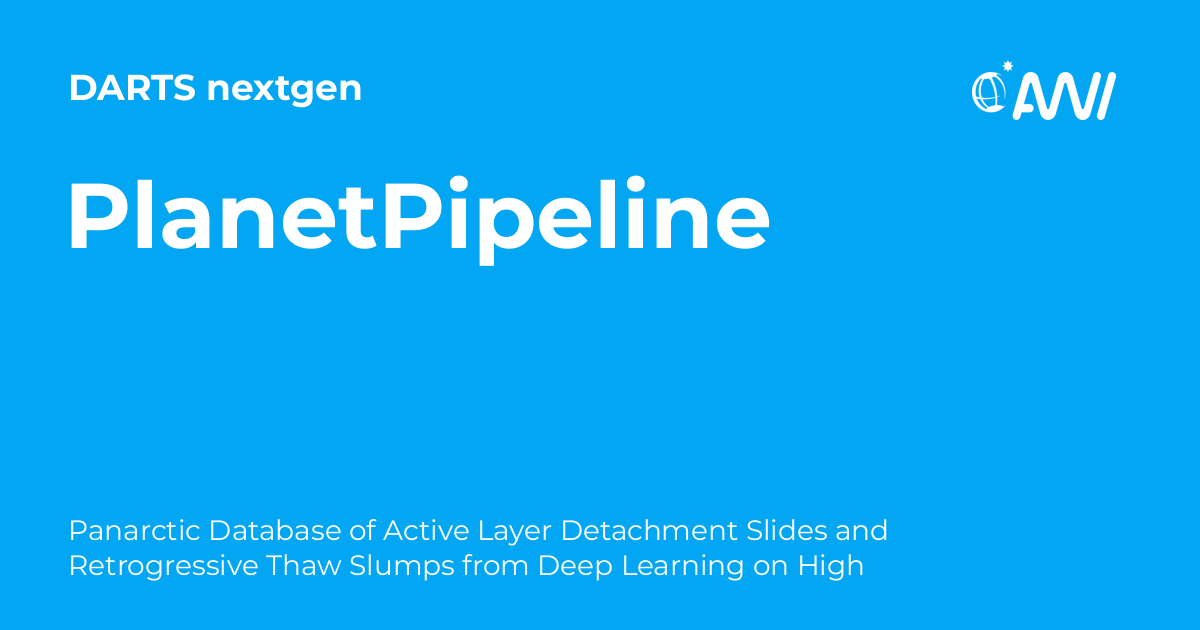 DARTS nextgen
AWI
PlanetPipeline
Panarctic Database of Active Layer Detachment Slides and
Retrogressive Thaw Slumps from Deep Learning on High